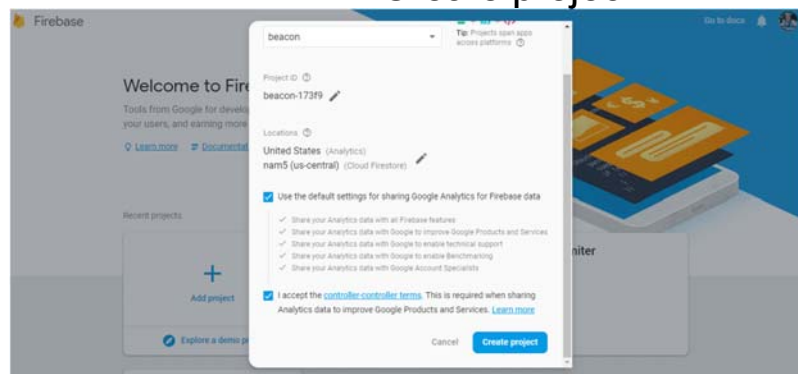 Firebase
Go to docs
beacon
Tip: Projects span apps
across platforms
Welcome to Fire
Project ID
beacon-173f9
Tools from Google for develo
your users, and earning more
Locations
United States (Analytics)
nam5 (us-central) (Cloud Firestore)
Learn more
Documentat
Use the default settings for sharing Google Analytics for Firebase data
Recent projects
Share your Analytics data with all Firebase features
Share your Analytics data with Google to improve Google Products and Services
Share your Analytics data with Google to enable technical support
Share your Analytics data with Google to enable Benchmarking
Share your Analytics data with Google Account Specialists
miter
Add project
I accept the controller-controller terms. This is required when sharing
Analytics data to improve Google Products and Services. Learn more
Explore a demo pr
Cancel
Create project